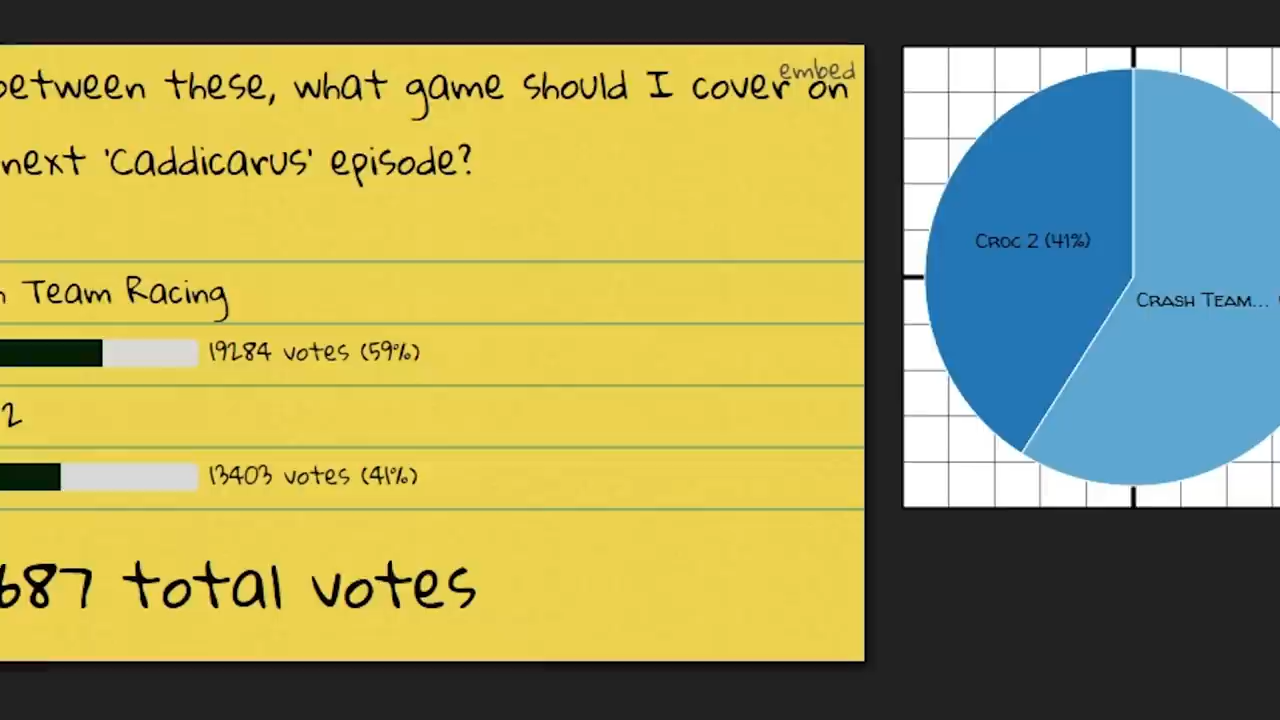 embed
between these, what game should I cover on
next 'Caddicarus' episode?
Team Racing
19284 votes (59%)
2
13403 votes (41%)
687 total votes
Croc 2 (41%)
Crash Team...